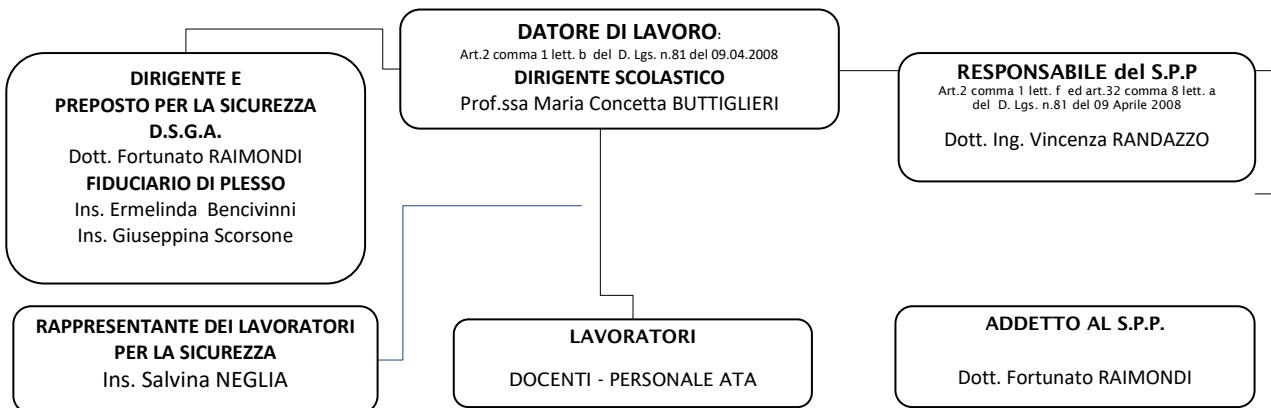 DATORE DI LAVORO:
Art.2 comma 1 lett. b del D. Lgs. n.81 del 09.04.2008
DIRIGENTE SCOLASTICO
Prof.ssa Maria Concetta BUTTIGLIERI
DIRIGENTE E
PREPOSTO PER LA SICUREZZA
D.S.G.A.
Dott. Fortunato RAIMONDI
FIDUCIARIO DI PLESSO
Ins. Ermelinda Bencivinni
Ins. Giuseppina Scorsone
RESPONSABILE del S.P.P
Art.2 comma 1 lett. f ed art.32 comma 8 lett. a
del D. Lgs. n.81 del 09 Aprile 2008
Dott. Ing. Vincenza RANDAZZO
RAPPRESENTANTE DEI LAVORATORI
PER LA SICUREZZA
Ins. Salvina NEGLIA
LAVORATORI
DOCENTI - PERSONALE ATA
ADDETTO AL S.P.P.
Dott. Fortunato RAIMONDI